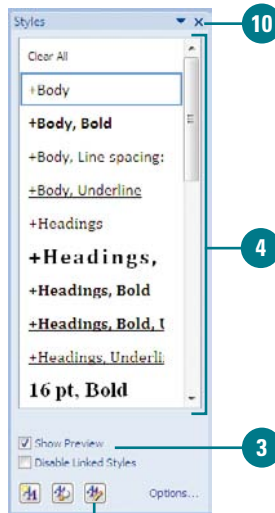 Styles
10
Clear All
+Body
+Body, Bold
+Body, Line spacing:
+Body, Underline
+Headings
+Headings,
4
+Headings, Bold
+Headings, Bold, U
+Headings, Underli
16 pt, Bold
Show Preview
3
Disable Linked Styles
Options...